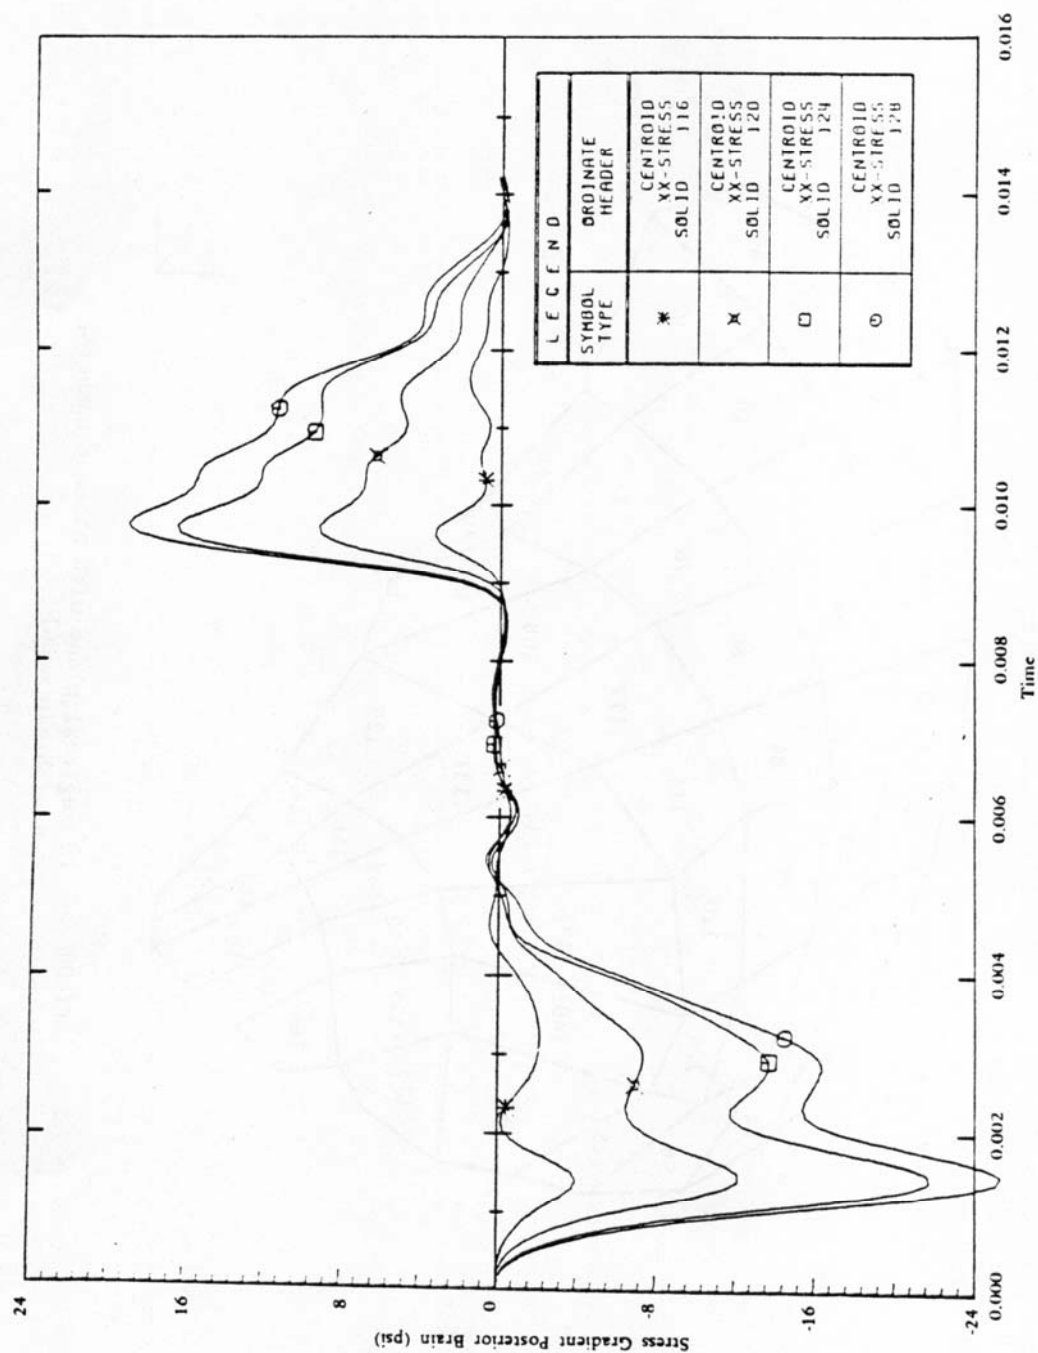 Stress Gradient Posterior Brain (psi)
24
16
8
0
-8
-16
-24
0.000
0.002
0.004
0.006
0.008
0.010
0.012
0.014
0.016
Time
LEGEND
SYMBOL TYPE
ORDINATE HEADER
CENTROID
XX-STRESS
SOLID 116
CENTROID
XX-STRESS
SOLID 120
CENTROID
XX-STRESS
SOLID 124
CENTROID
XX-STRESS
SOLID 128